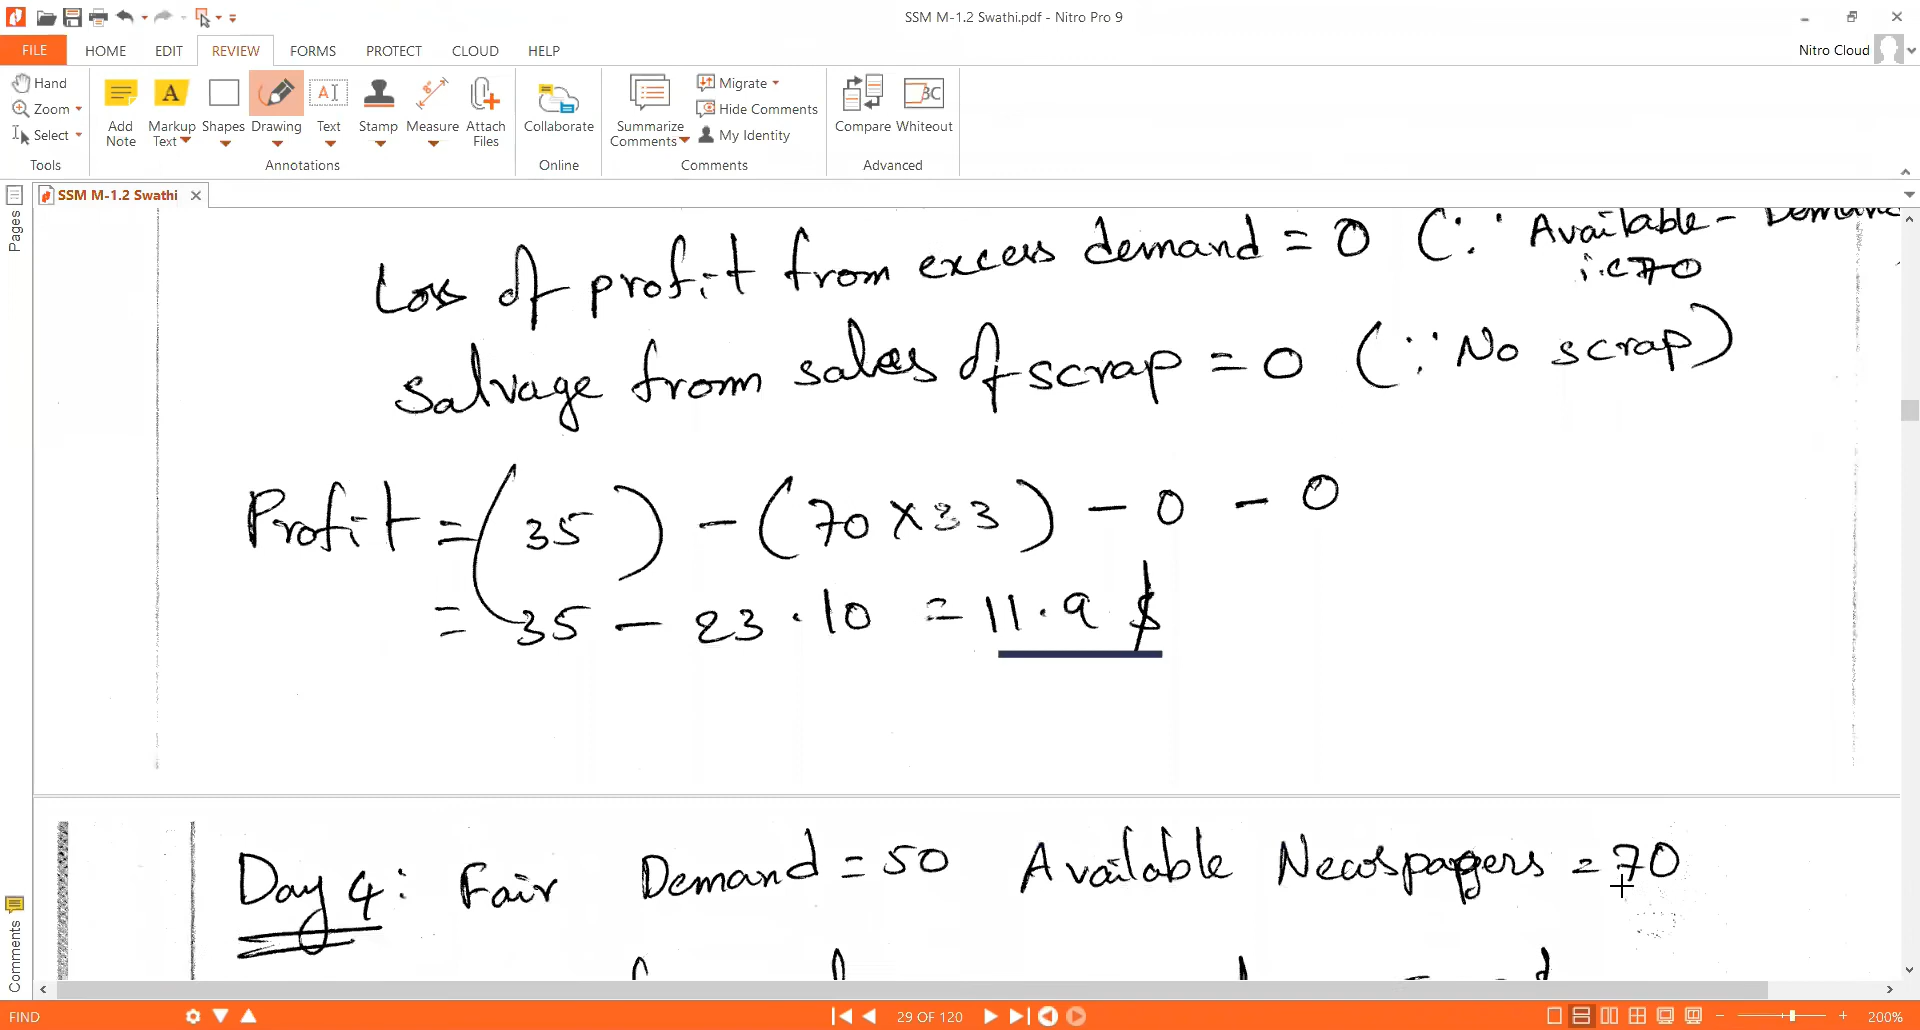 SSM M-1.2 Swathi.pdf - Nitro Pro 9
FILE HOME EDIT REVIEW FORMS PROTECT CLOUD HELP
Nitro Cloud
Hand
Zoom
Select
Tools
Add Note
Markup Text
Shapes
Drawing
Text
Stamp
Measure
Attach Files
Annotations
Collaborate
Online
Summarize Comments
Migrate
Hide Comments
My Identity
Comments
Compare
Whiteout
Advanced
SSM M-1.2 Swathi
Pages
Loss of profit from excess demand = 0 (∵ Available - Demand
i.e 70
Salvage from sales of scrap = 0 (∵ No scrap)
Profit = (35) - (70 x 33) - 0 - 0
= 35 - 23.10 = 11.9 $
Day 4: Fair Demand = 50 Available Newspapers = 70
Comments
FIND
29 OF 120
200%